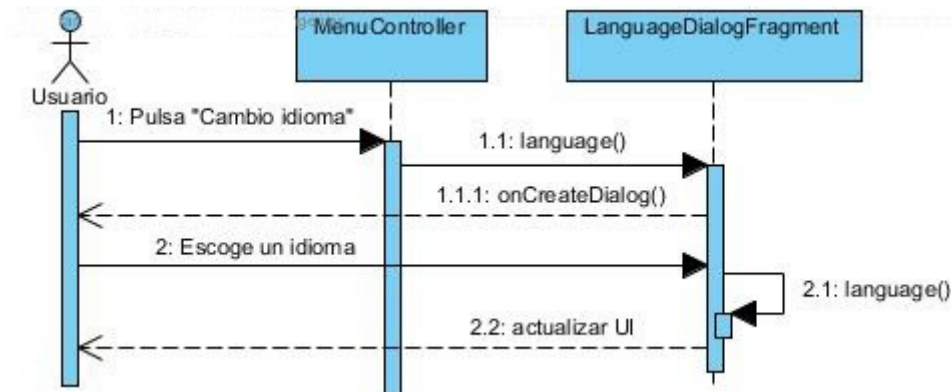 MenuController
LanguageDialogFragment
Usuario
1: Pulsa "Cambio idioma"
1.1: language()
1.1.1: onCreateDialog()
2: Escoge un idioma
2.1: language()
2.2: actualizar UI